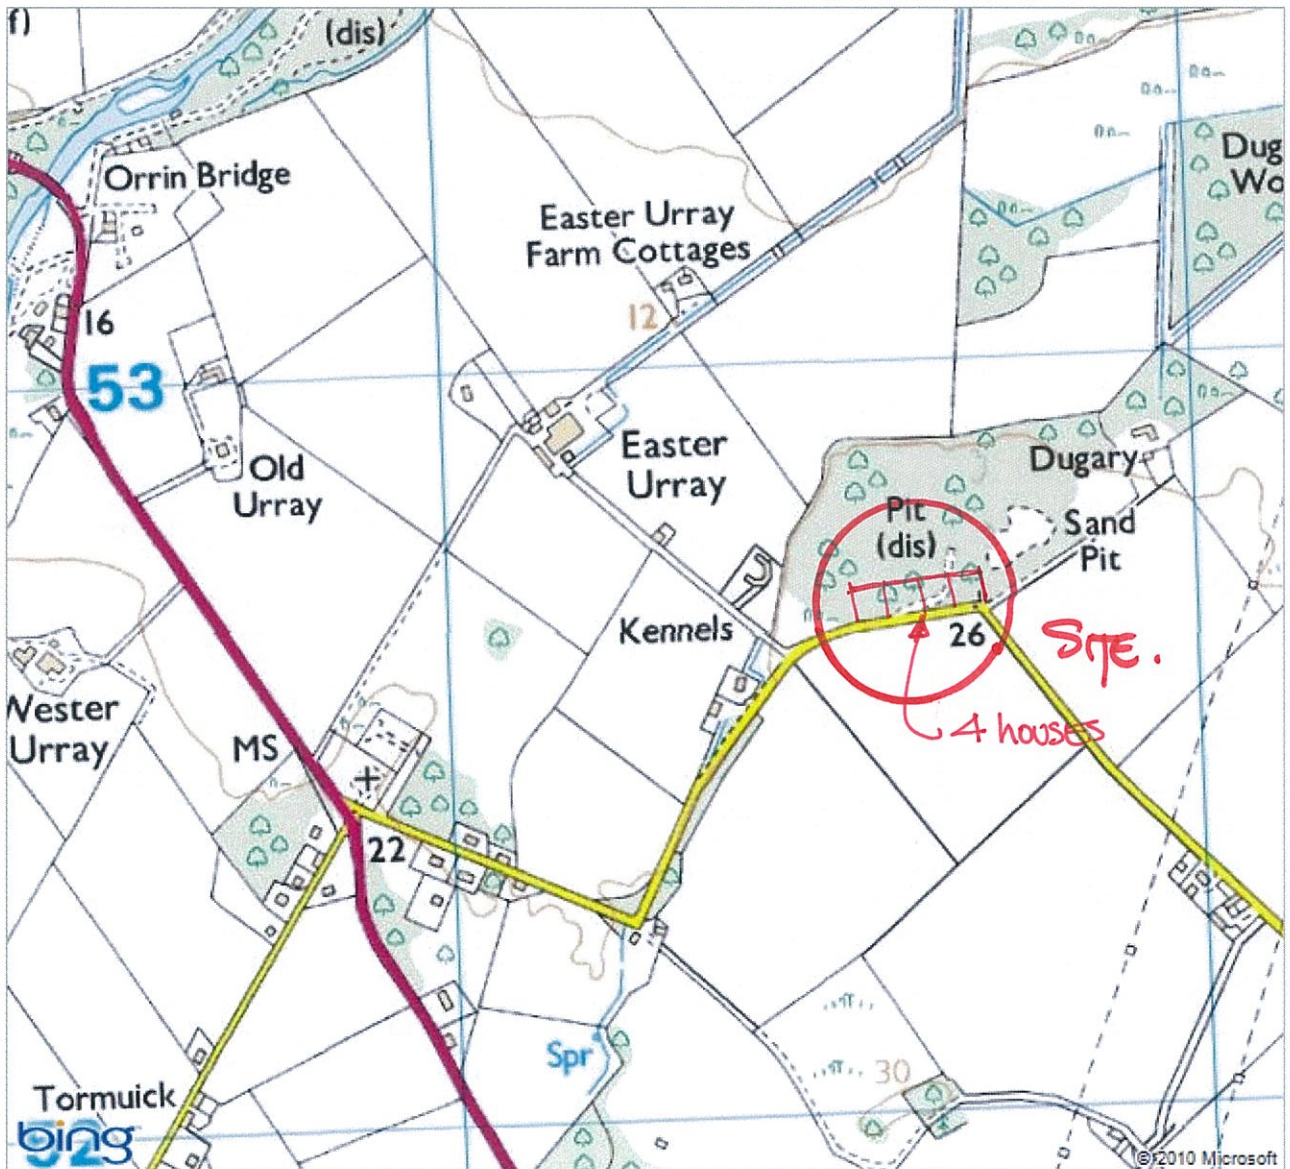 f)
(dis)
Orrin Bridge
Dug
Wo
Easter Urray
Farm Cottages
12
16
53
Old
Urray
Easter
Urray
Dugary
Pit
(dis)
Sand
Pit
Kennels
26
SITE.
4 houses
Wester
Urray
MS
22
Spr
30
Tormuick
52
bing
© 2010 Microsoft